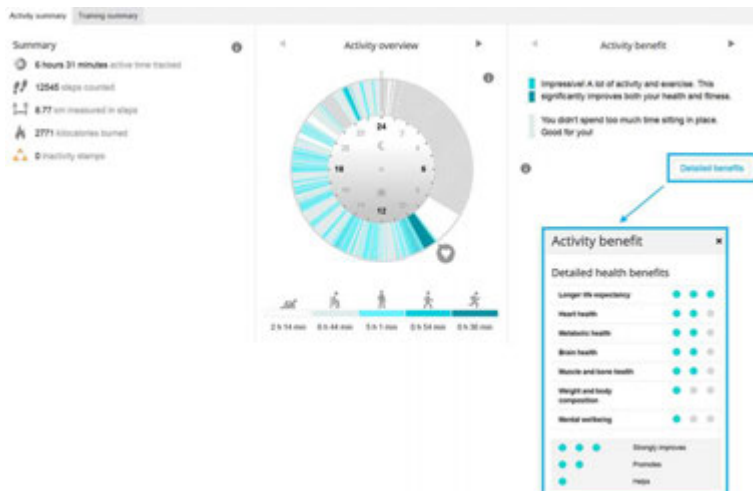 Activity summary
Training summary
Summary
6 hours 31 minutes active time tracked
12545 steps counted
8.77 km measured in steps
2771 kilocalories burned
0 inactivity stamps
Activity overview
24
18
6
12
2 h 14 min
5 h 1 min
0 h 54 min
0 h 36 min
Activity benefit
Impressive! A lot of activity and exercise. This
significantly improves both your health and fitness.
You didn't spend too much time sitting in place.
Good for you!
Detailed benefits
Activity benefit
Detailed health benefits
Longer life expectancy
Heart health
Metabolic health
Brain health
Muscle and bone health
Weight and body
composition
Mental wellbeing
Strongly improves
Promotes
Helps